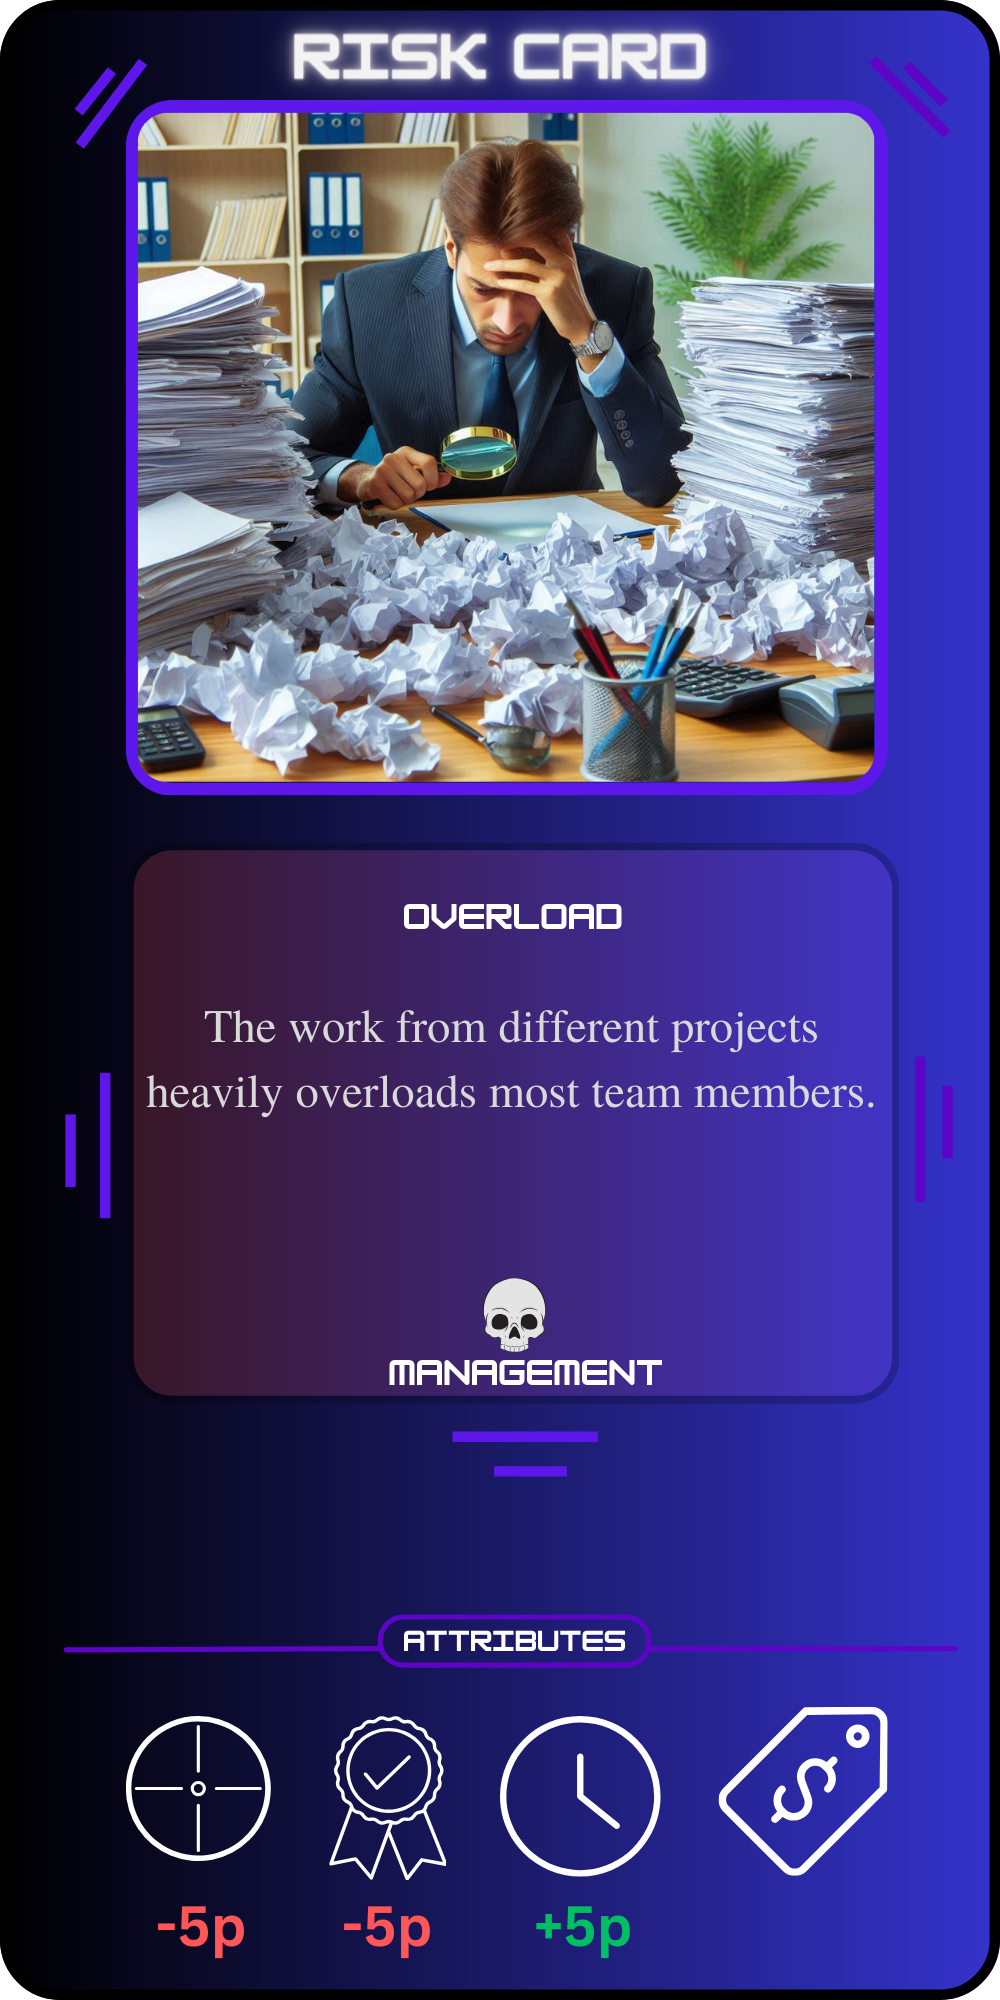 RISK CARD
OVERLOAD
The work from different projects
heavily overloads most team members.
MANAGEMENT
ATTRIBUTES
$
-5p -5p +5p